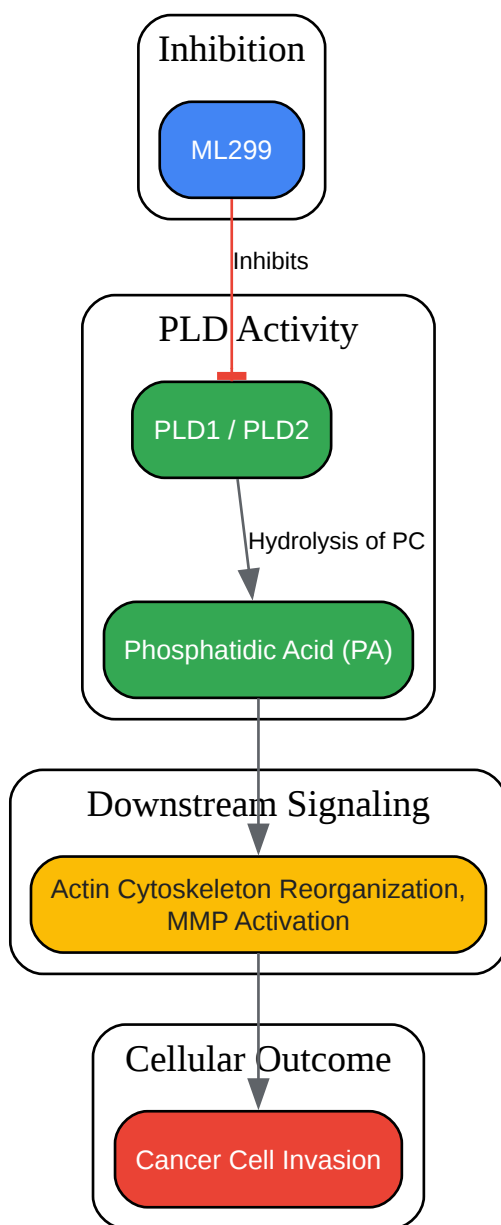 Inhibition
ML299
Inhibits
PLD Activity
PLD1 / PLD2
Hydrolysis of PC
Phosphatidic Acid (PA)
Downstream Signaling
Actin Cytoskeleton Reorganization,
MMP Activation
Cellular Outcome
Cancer Cell Invasion